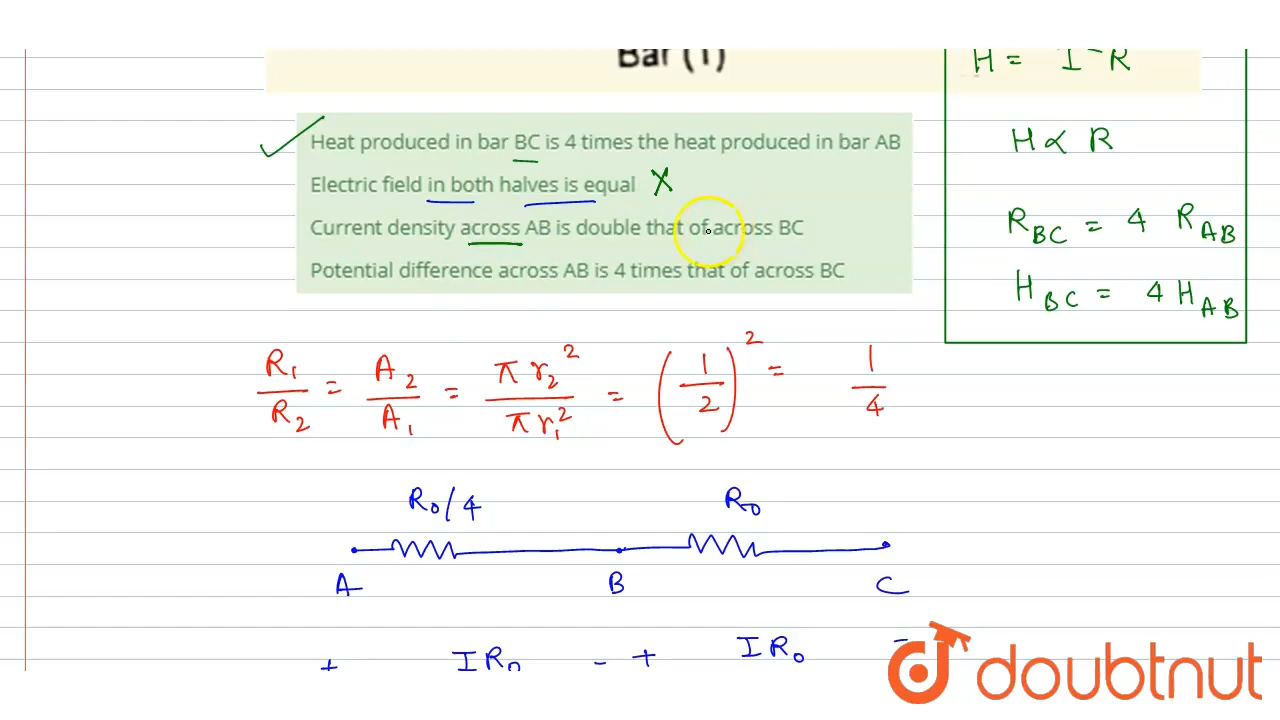 Bar (1)
H = I²R
Heat produced in bar BC is 4 times the heat produced in bar AB
Electric field in both halves is equal X
Current density across AB is double that of across BC
Potential difference across AB is 4 times that of across BC
H ∝ R
R_BC = 4 R_AB
H_BC = 4 H_AB
R₁/R₂ = A₂/A₁ = πr₂²/πr₁² = (1/2)² = 1/4
R₀/4 R₀
A B C
+ IR₀ - + IR₀ -
doubtnut